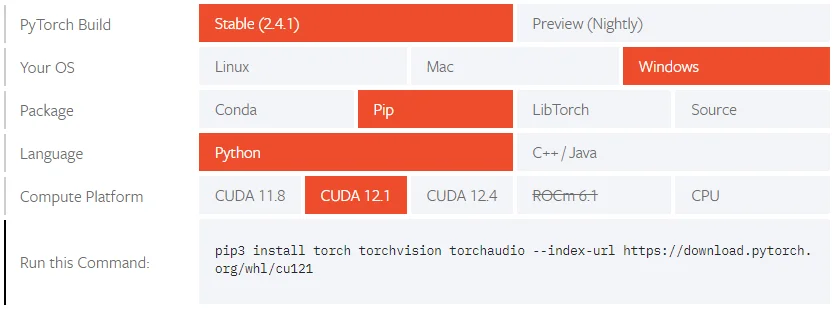 PyTorch Build Stable (2.4.1) Preview (Nightly)
Your OS Linux Mac Windows
Package Conda Pip LibTorch Source
Language Python C++ / Java
Compute Platform CUDA 11.8 CUDA 12.1 CUDA 12.4 ROCm 6.1 CPU
Run this Command: pip3 install torch torchvision torchaudio --index-url https://download.pytorch.
org/whl/cu121